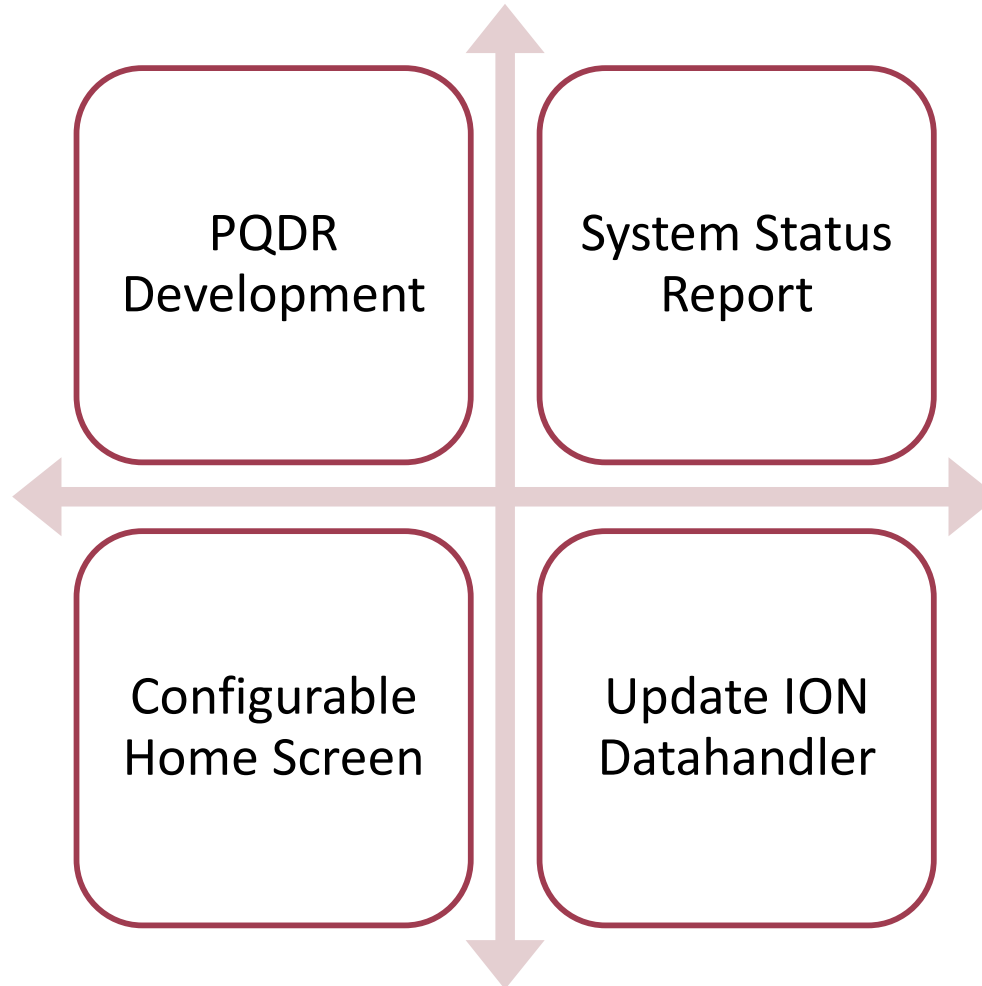 PQDR
Development
System Status
Report
Configurable
Home Screen
Update ION
Datahandler